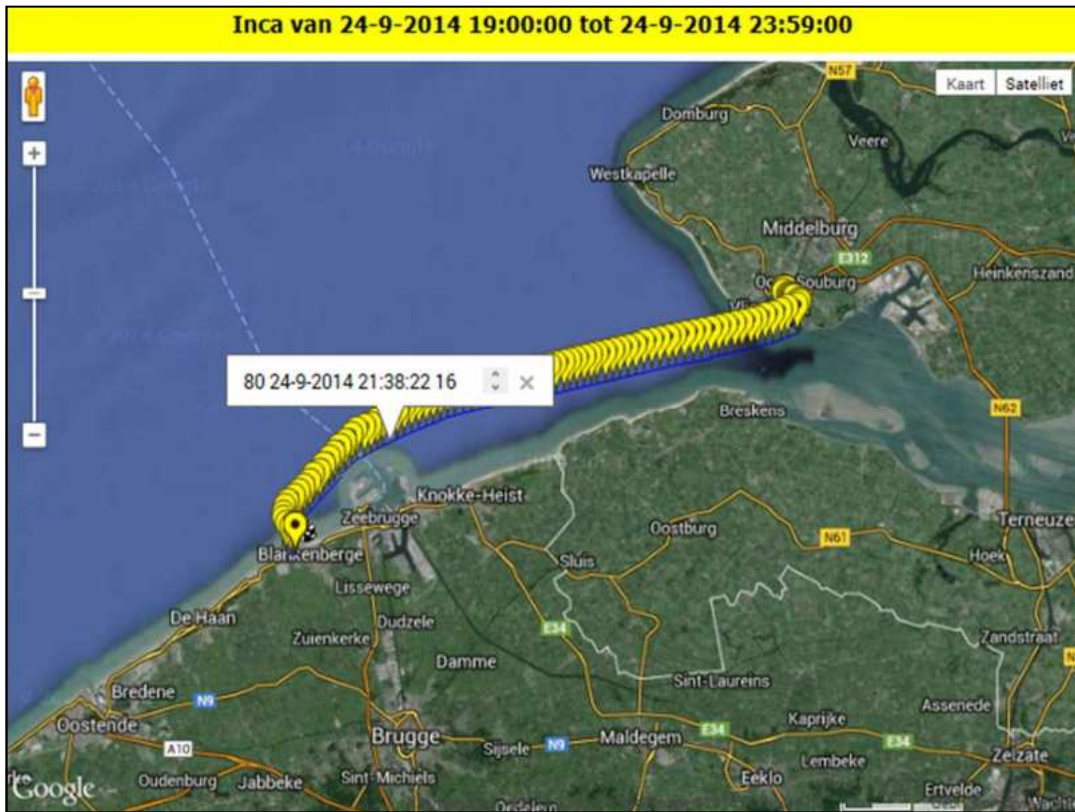 Inca van 24-9-2014 19:00:00 tot 24-9-2014 23:59:00
N57
Kaart Satelliet
Domburg
Veere
Westkapelle
Middelburg
E312
Souburg
Heinkenszand
80 24-9-2014 21:38:22 16
N62
Breskens
Knokke-Heist
Zeebrugge
Oostburg
Terneuze
N61
Blankenberge
Sluis
Hoek
Lissewege
De Haan
Dudzele
E34
Zuienkerke
Zandstraat
Damme
Sint-Laureins
Bredene
N9
Assenede
Oostende
Kaprijke
E34
Brugge
Maldegem
E34
A10
Sijsele
N9
Zelzate
Lembeke
Oudenburg
Jabbeke
Sint-Michiels
Eeklo
Ertvelde
Google
Oedelem